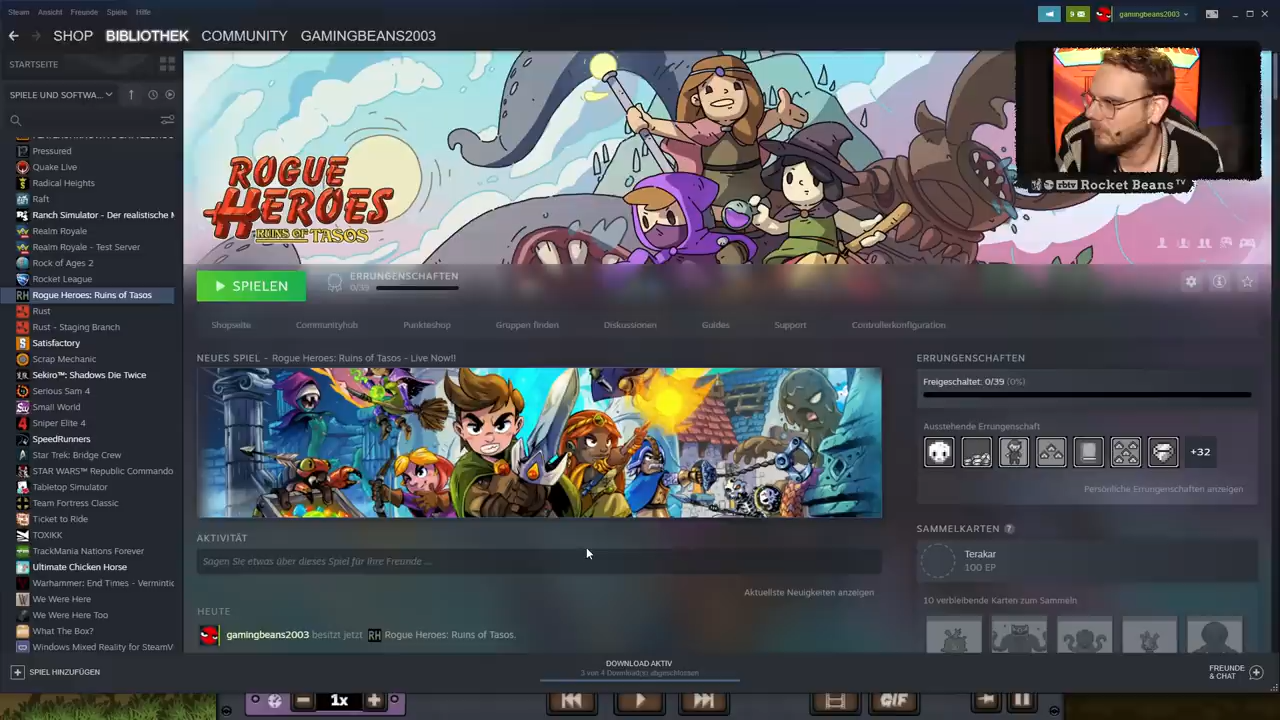 Steam Ansicht Freunde Spiele Hilfe
9
gamingbeans2003
SHOP BIBLIOTHEK COMMUNITY GAMINGBEANS2003
STARTSEITE
SPIELE UND SOFTWA...
Pressured
Quake Live
Radical Heights
Raft
Ranch Simulator - Der realistische
Realm Royale
Realm Royale - Test Server
Rock of Ages 2
Rocket League
RH Rogue Heroes: Ruins of Tasos
Rust
Rust - Staging Branch
Satisfactory
Scrap Mechanic
Sekiro™: Shadows Die Twice
Serious Sam 4
Small World
Sniper Elite 4
SpeedRunners
Star Trek: Bridge Crew
STAR WARS™ Republic Commando
Tabletop Simulator
Team Fortress Classic
Ticket to Ride
TOXIKK
TrackMania Nations Forever
Ultimate Chicken Horse
Warhammer: End Times - Vermintic
We Were Here
We Were Here Too
What The Box?
Windows Mixed Reality for SteamV
SPIEL HINZUFÜGEN
ROGUE
HEROES
RUINS OF TASOS
rbtv Rocket Beans TV
SPIELEN
ERRUNGENSCHAFTEN
0/39
Shopseite Communityhub Punkteshop Gruppen finden Diskussionen Guides Support Controllerkonfiguration
NEUES SPIEL - Rogue Heroes: Ruins of Tasos - Live Now!!
AKTIVITÄT
Sagen Sie etwas über dieses Spiel für Ihre Freunde ...
Aktuellste Neuigkeiten anzeigen
HEUTE
gamingbeans2003 besitzt jetzt RH Rogue Heroes: Ruins of Tasos.
ERRUNGENSCHAFTEN
Freigeschaltet: 0/39 (0%)
Ausstehende Errungenschaft
+32
Persönliche Errungenschaften anzeigen
SAMMELKARTEN ?
Terakar
100 EP
10 verbleibende Karten zum Sammeln
DOWNLOAD AKTIV
3 von 4 Download(s) abgeschlossen
FREUNDE
& CHAT
1x
GIF